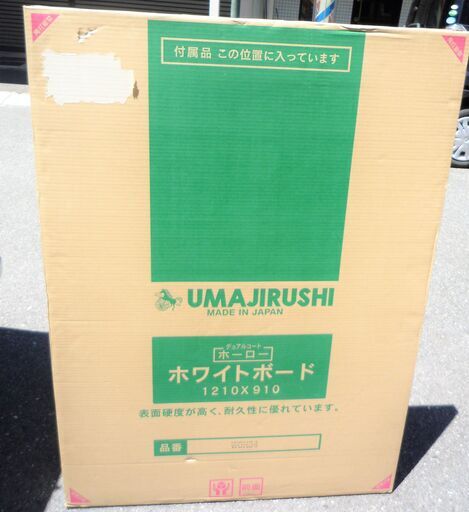 付属品 この位置に入っています
UMAJIRUSHI
MADE IN JAPAN
デュアルコート
ホーロー
ホワイトボード
1210X910
表面硬度が高く、耐久性に優れています。
品番